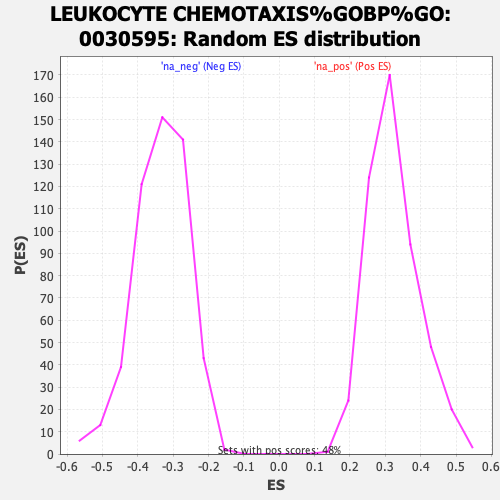 LEUKOCYTE CHEMOTAXIS%GOBP%GO:
0030595: Random ES distribution
'na_neg' (Neg ES) 'na_pos' (Pos ES)
170
160
150
140
130
120
110
100
90
80
70
60
50
40
30
20
10
0
P(ES)
Sets with pos scores: 48%
-0.6 -0.5 -0.4 -0.3 -0.2 -0.1 0.0 0.1 0.2 0.3 0.4 0.5 0.6
ES